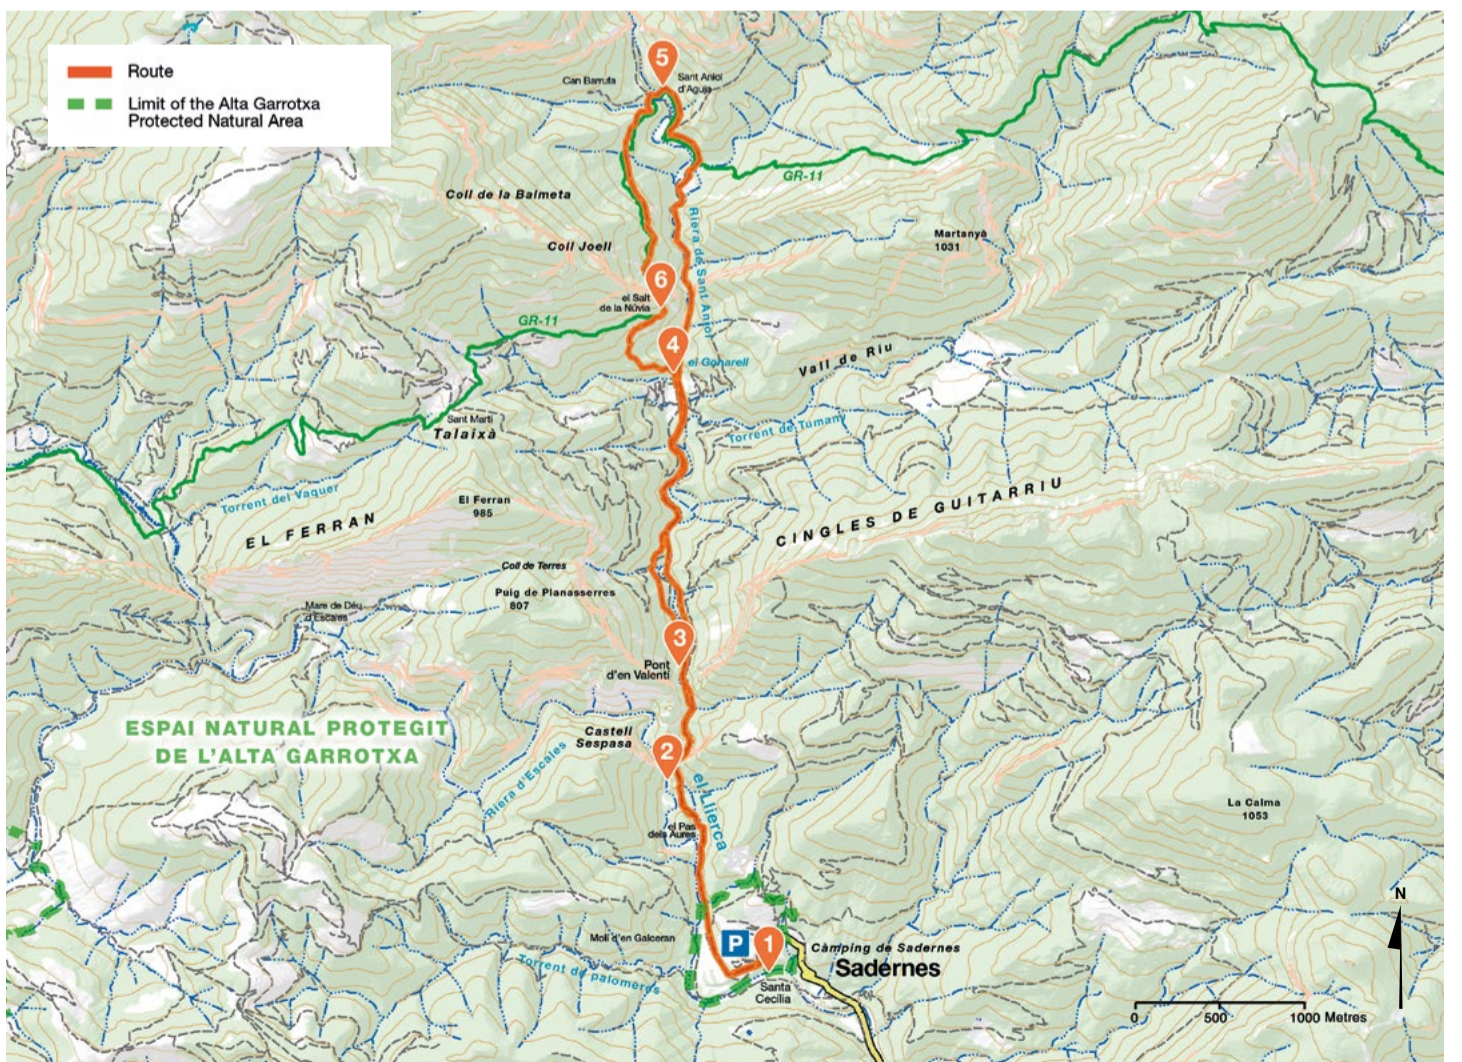 Route
Limit of the Alta Garrotxa
Protected Natural Area
5
Can Barrufa
Sant Aniol
d'Aguja
GR-11
Coll de la Balmeta
Riera de Sant Aniol
Martanyà
1031
Coll Joell
6
el Salt
de la Núvia
GR-11
4
el Gomarell
Vall de Riu
Sant Martí
Talaixà
Torrent de Tuman
Torrent del Vaquer
El Ferran
985
EL FERRAN
CINGLES DE GUITARRIU
Coll de Terres
Puig de Planasserres
807
Mare de Déu
d'Escales
3
Pont
d'en Valentí
ESPAI NATURAL PROTEGIT
DE L'ALTA GARROTXA
Castell
Sespasa
2
Riera d'Escales
el Llierca
La Calma
1053
el Pas
dels Aures
N
Molí d'en Galceran
P
1
Càmping de Sadernes
Sadernes
Torrent de palomeres
Santa
Cecília
0 500 1000 Metres